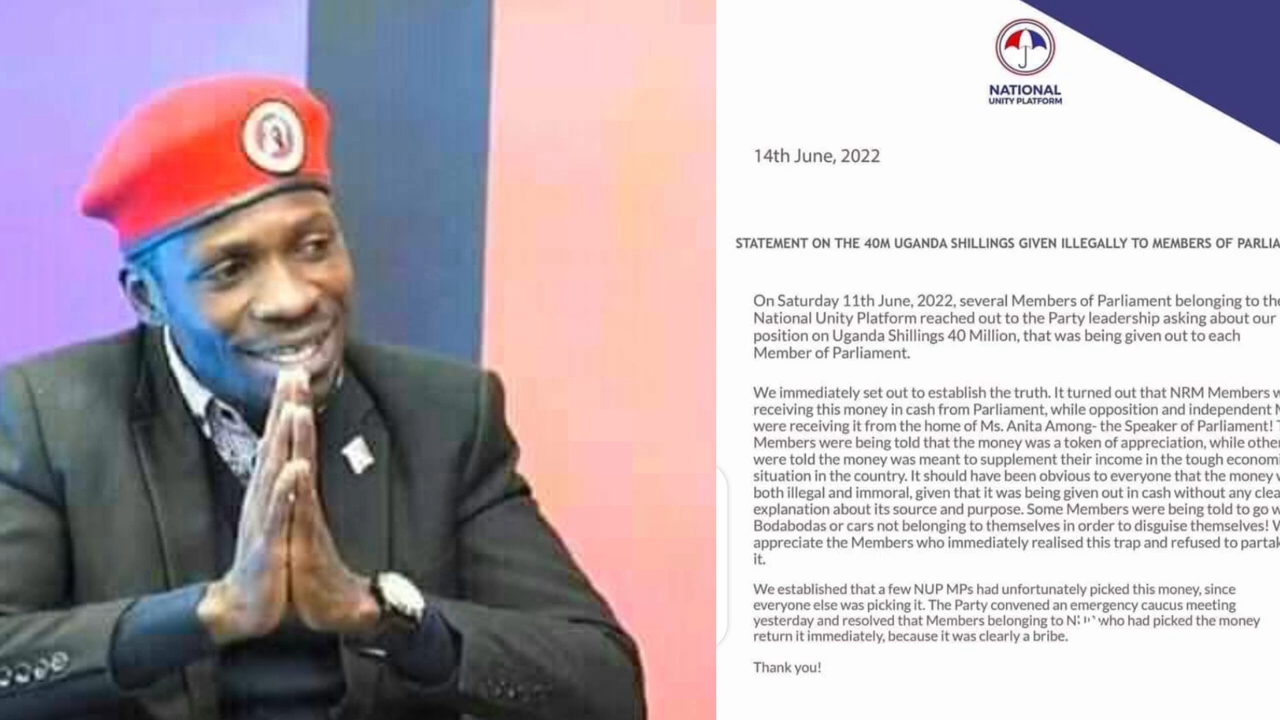 NATIONAL
UNITY PLATFORM
14th June, 2022
STATEMENT ON THE 40M UGANDA SHILLINGS GIVEN ILLEGALLY TO MEMBERS OF
On Saturday 11th June, 2022, several Members of Parliament belonging to the
National Unity Platform reached out to the Party leadership asking about our
position on Uganda Shillings 40 Million, that was being given out to each
Member of Parliament.
We immediately set out to establish the truth. It turned out that NRM Members
receiving this money in cash from Parliament, while opposition and independent
were receiving it from the home of Ms. Anita Among- the Speaker of Parliament!
Members were being told that the money was a token of appreciation, while
were told the money was meant to supplement their income in the tough
situation in the country. It should have been obvious to everyone that the money
both illegal and immoral, given that it was being given out in cash without any
explanation about its source and purpose. Some Members were being told to go
Bodabodas or cars not belonging to themselves in order to disguise themselves!
appreciate the Members who immediately realised this trap and refused to
it.
We established that a few NUP MPs had unfortunately picked this money, since
everyone else was picking it. The Party convened an emergency caucus meeting
yesterday and resolved that Members belonging to who had picked the money
return it immediately, because it was clearly a bribe.
Thank you!